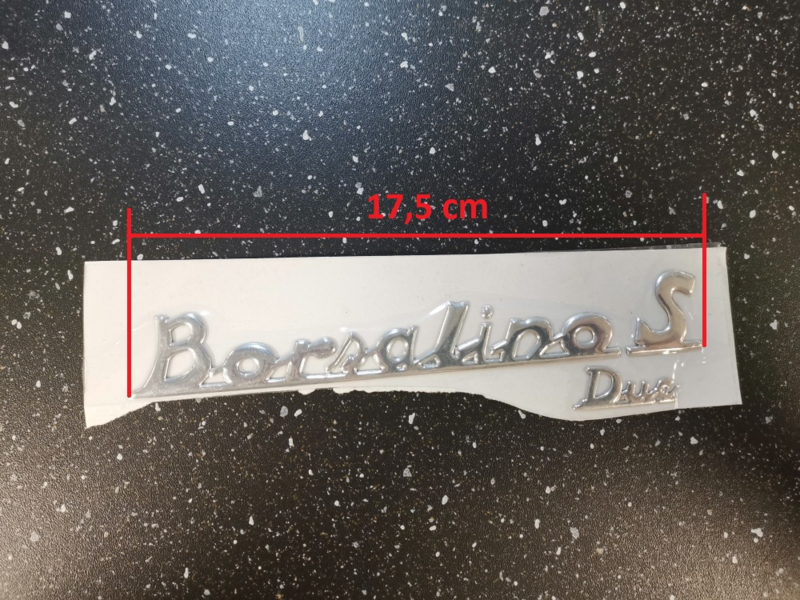 17,5 cm
Borsalino S
Due